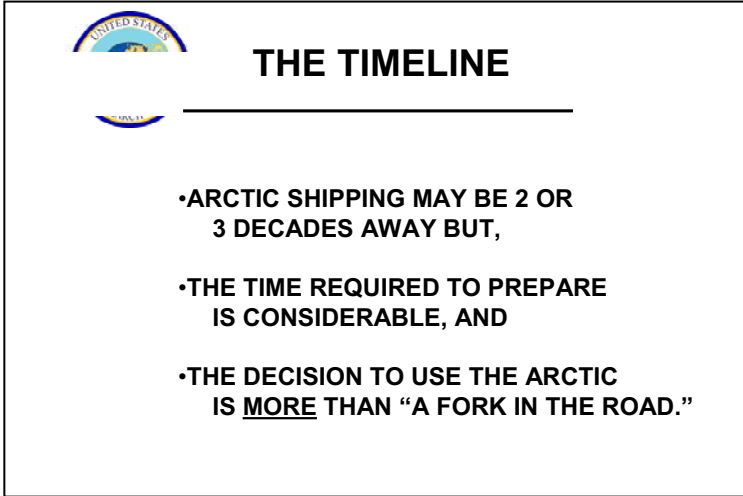 UNITED STATES
THE TIMELINE
•ARCTIC SHIPPING MAY BE 2 OR
3 DECADES AWAY BUT,
•THE TIME REQUIRED TO PREPARE
IS CONSIDERABLE, AND
•THE DECISION TO USE THE ARCTIC
IS MORE THAN “A FORK IN THE ROAD.”